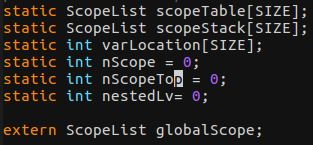 static ScopeList scopeTable[SIZE];
static ScopeList scopeStack[SIZE];
static int varLocation[SIZE];
static int nScope = 0;
static int nScopeTop = 0;
static int nestedLv= 0;
extern ScopeList globalScope;